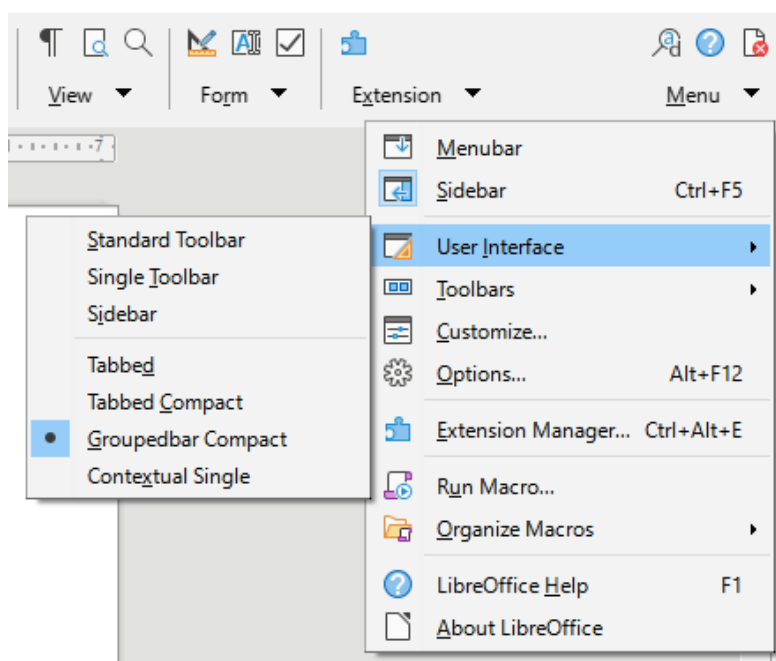 View
Form
Extension
Menu
7
Menubar
Sidebar Ctrl+F5
User Interface
Toolbars
Customize...
Options... Alt+F12
Extension Manager... Ctrl+Alt+E
Run Macro...
Organize Macros
LibreOffice Help F1
About LibreOffice
Standard Toolbar
Single Toolbar
Sidebar
Tabbed
Tabbed Compact
Groupedbar Compact
Contextual Single